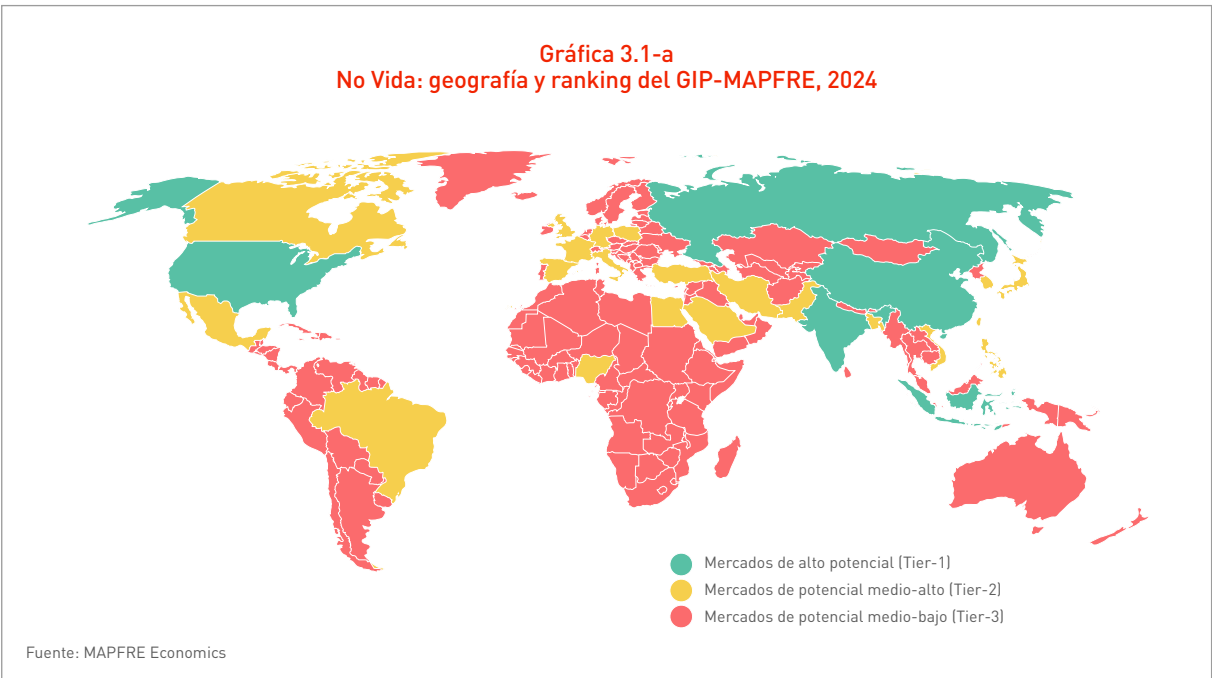 Gráfica 3.1-a
No Vida: geografía y ranking del GIP-MAPFRE, 2024
Mercados de alto potencial (Tier-1)
Mercados de potencial medio-alto (Tier-2)
Mercados de potencial medio-bajo (Tier-3)
Fuente: MAPFRE Economics